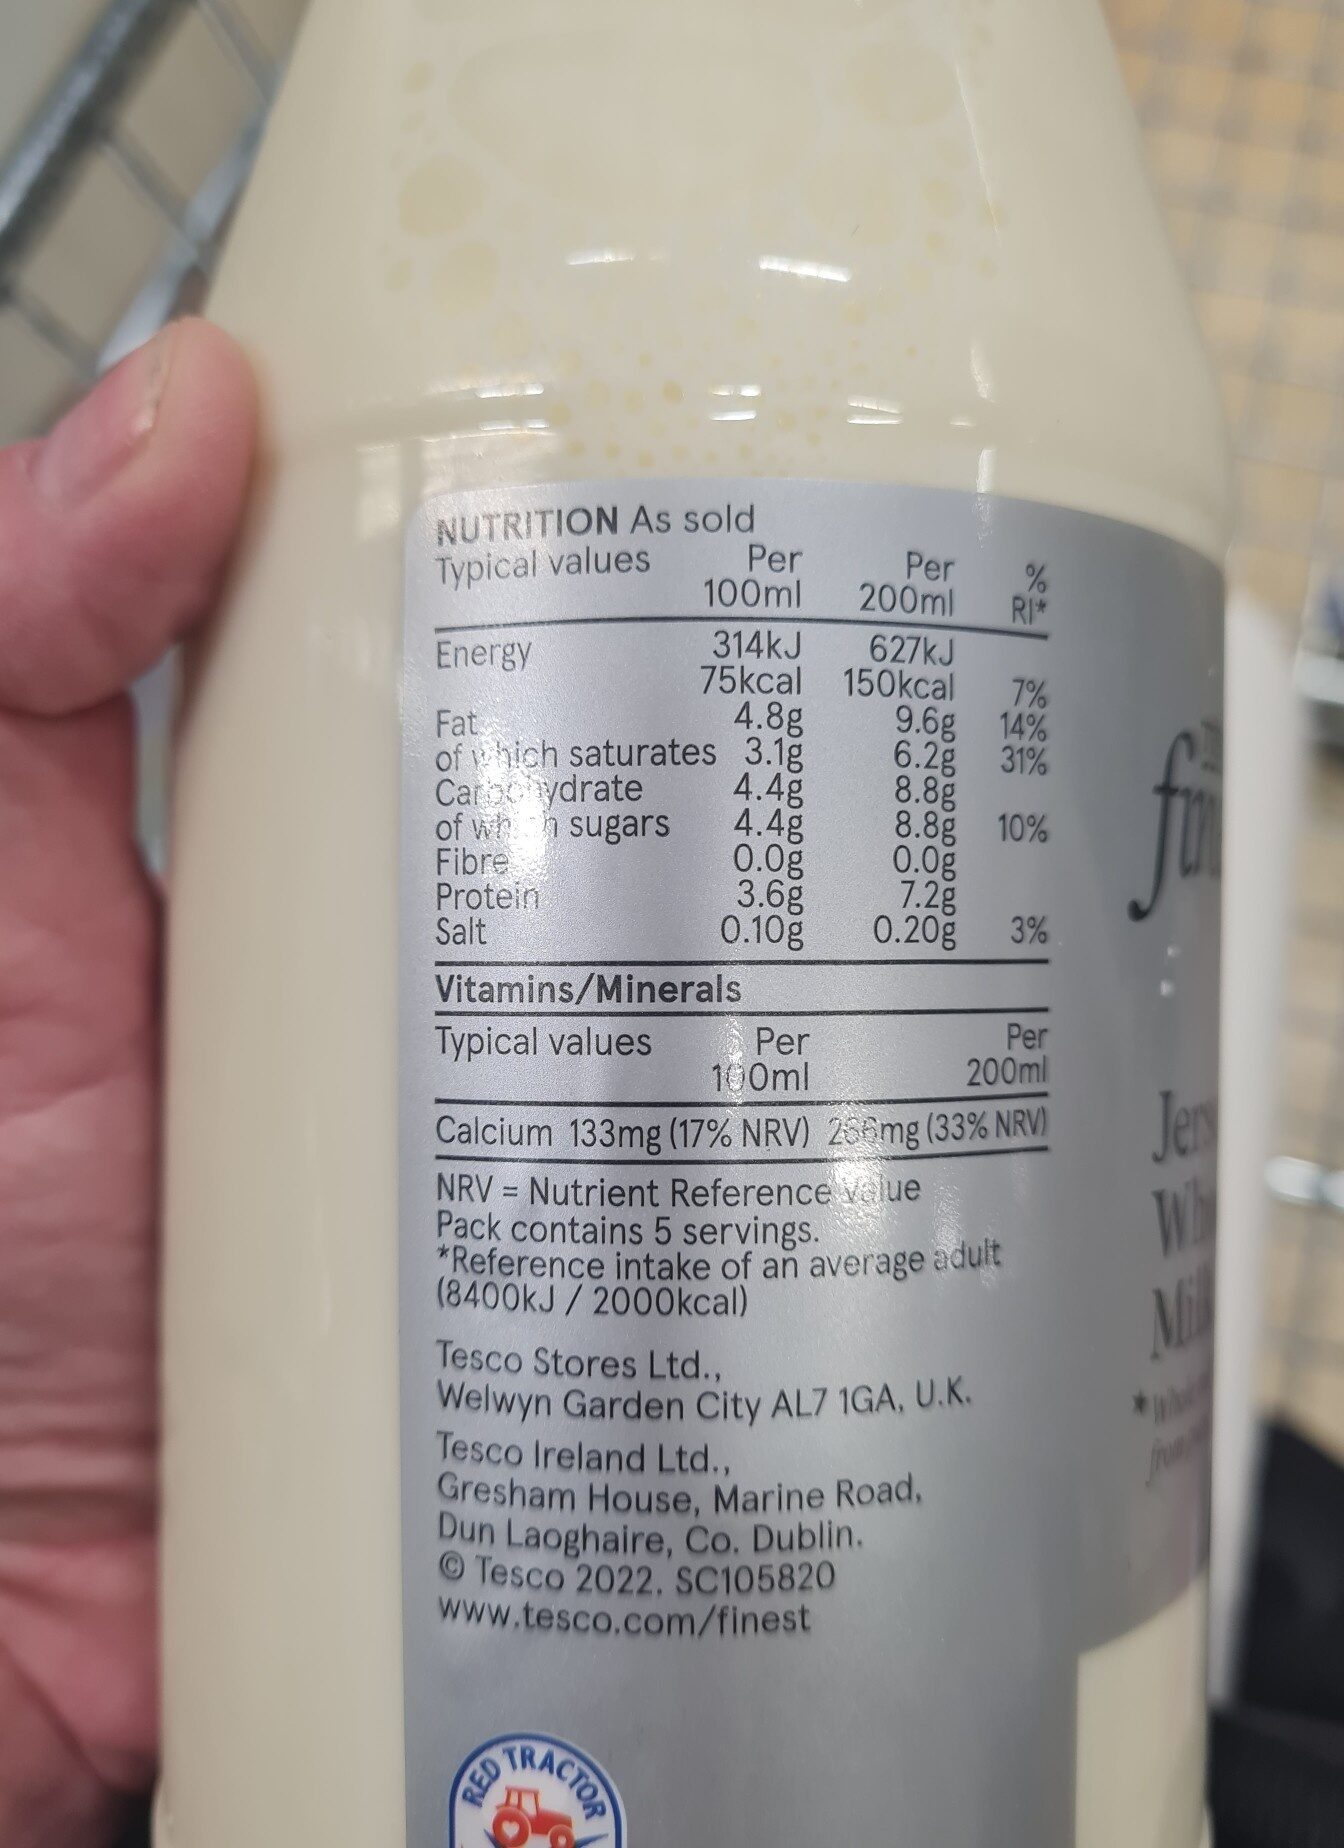 NUTRITION As sold
Typical values Per 100ml Per 200ml % RI*
Energy 314kJ 627kJ
75kcal 150kcal 7%
Fat 4.8g 9.6g 14%
of which saturates 3.1g 6.2g 31%
Carbohydrate 4.4g 8.8g
of which sugars 4.4g 8.8g 10%
Fibre 0.0g 0.0g
Protein 3.6g 7.2g
Salt 0.10g 0.20g 3%
Vitamins/Minerals
Typical values Per 100ml Per 200ml
Calcium 133mg (17% NRV) 266mg (33% NRV)
NRV = Nutrient Reference value
Pack contains 5 servings.
*Reference intake of an average adult
(8400kJ / 2000kcal)
Tesco Stores Ltd.,
Welwyn Garden City AL7 1GA, U.K.
Tesco Ireland Ltd.,
Gresham House, Marine Road,
Dun Laoghaire, Co. Dublin.
© Tesco 2022. SC105820
www.tesco.com/finest
RED TRACTOR